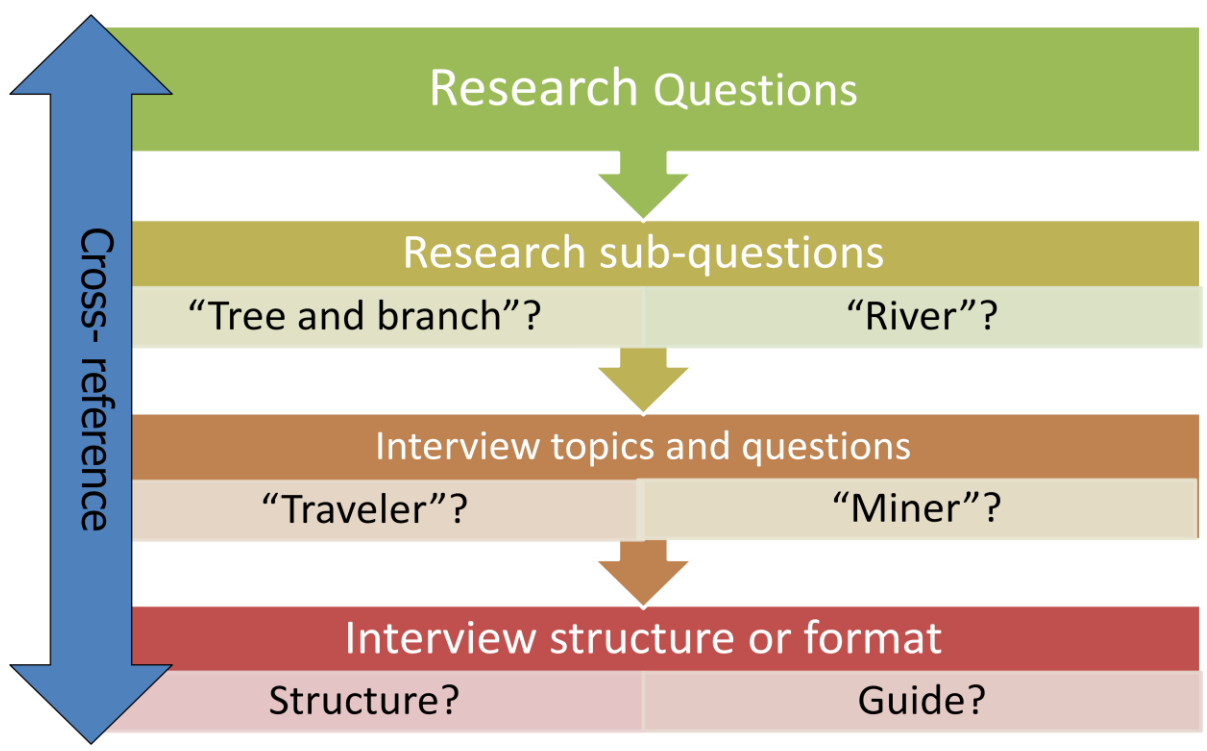 Research Questions
Research sub-questions
“Tree and branch”?
“River”?
Interview topics and questions
“Traveler”?
“Miner”?
Interview structure or format
Structure?
Guide?
Cross- reference